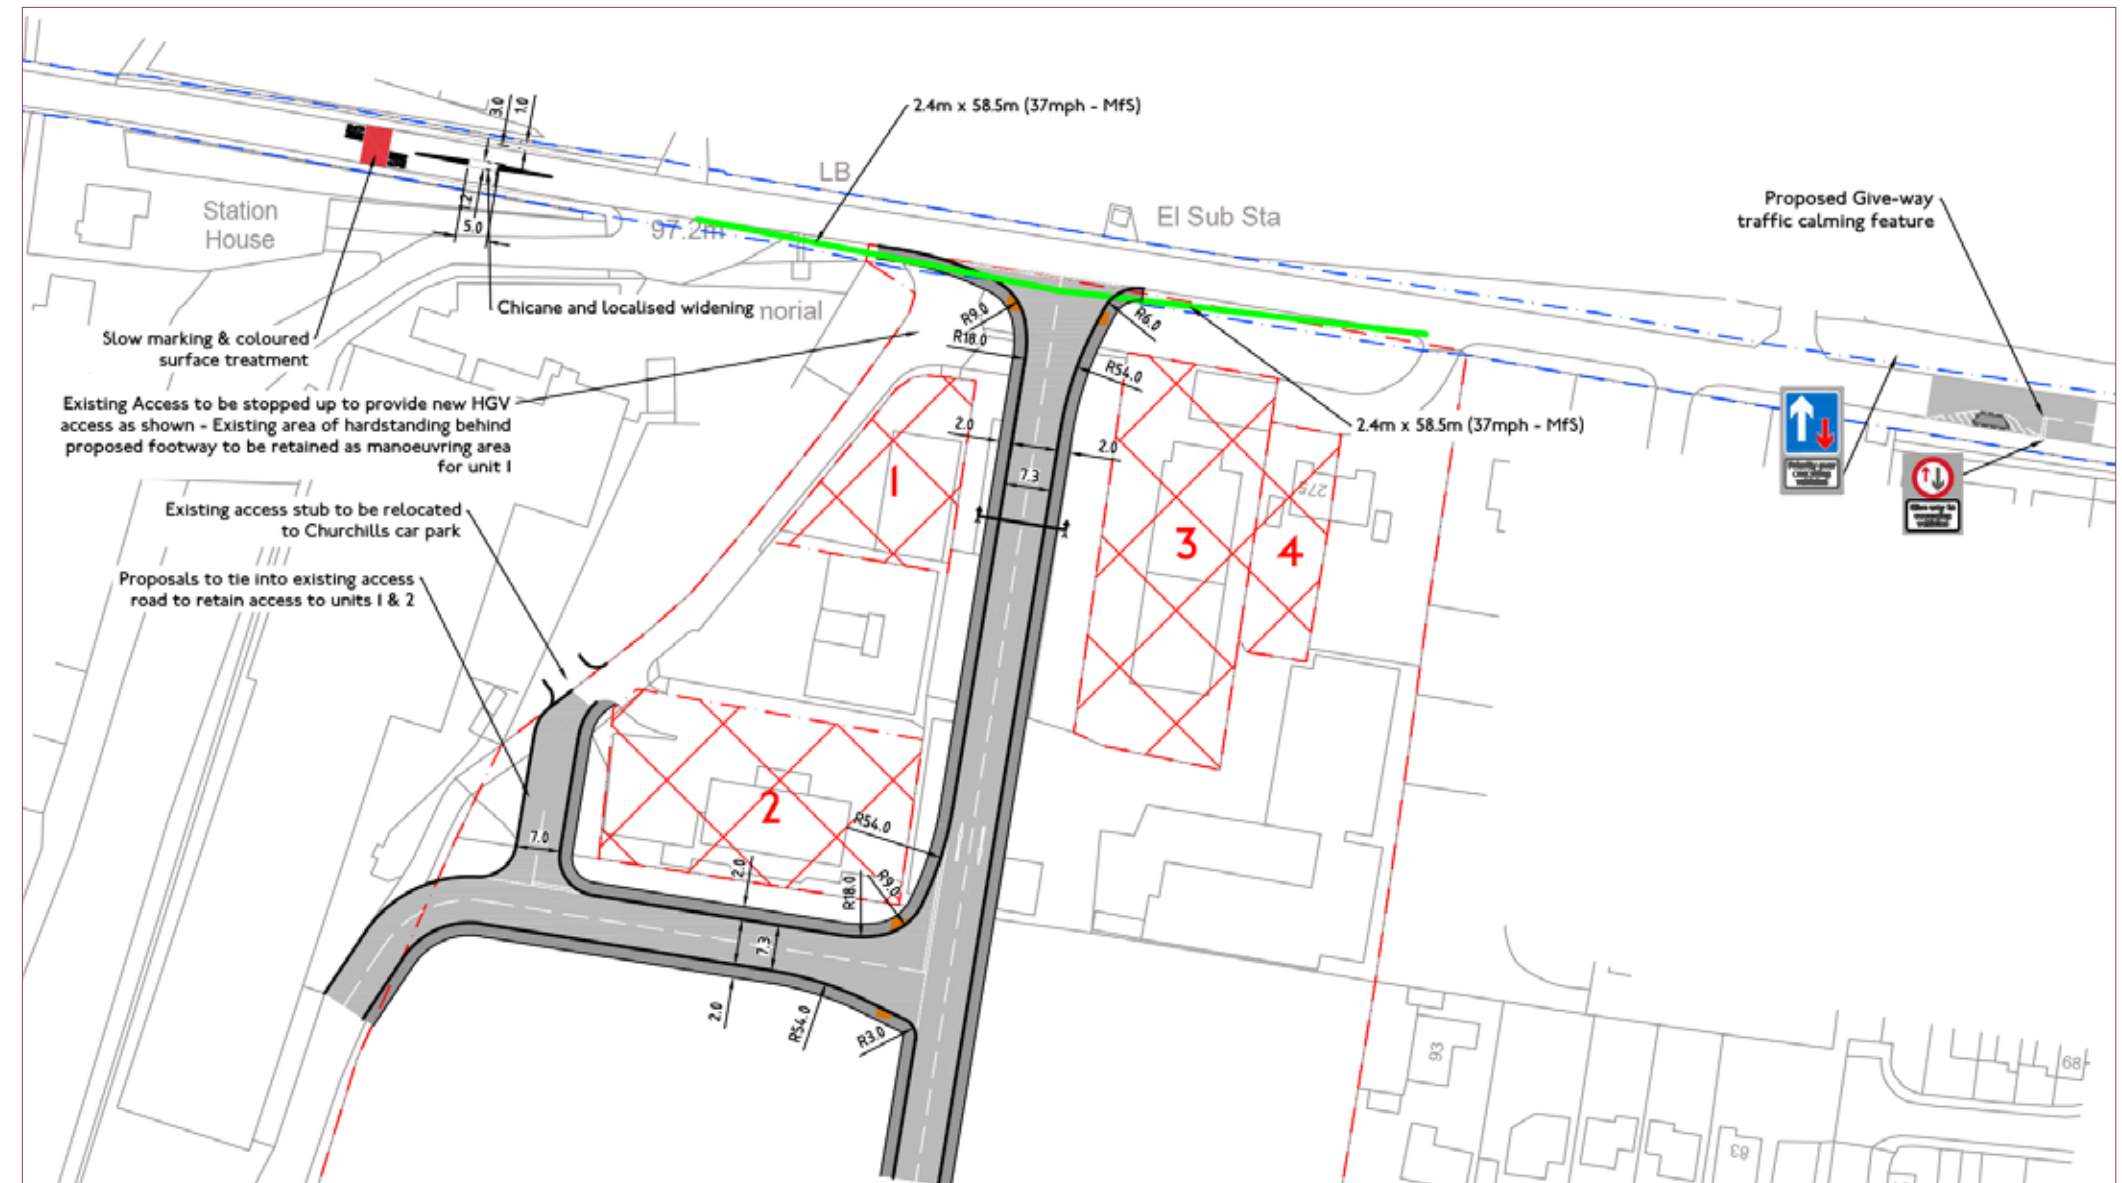 3.0
1.0
2.4m x 58.5m (37mph - MfS)
LB
Station
House
1.2
5.0
97.2m
El Sub Sta
Proposed Give-way
traffic calming feature
Chicane and localised widening
norial
Slow marking & coloured
surface treatment
R9.0
R18.0
R6.0
R54.0
Existing Access to be stopped up to provide new HGV
access as shown - Existing area of hardstanding behind
proposed footway to be retained as manoeuvring area
for unit 1
2.4m x 58.5m (37mph - MfS)
2.0
2.0
7.3
1
3
4
275
Existing access stub to be relocated
to Churchills car park
Proposals to tie into existing access
road to retain access to units 1 & 2
2
R54.0
7.0
2.0
R18.0
R9.0
7.3
2.0
R54.0
R3.0
93
68
83